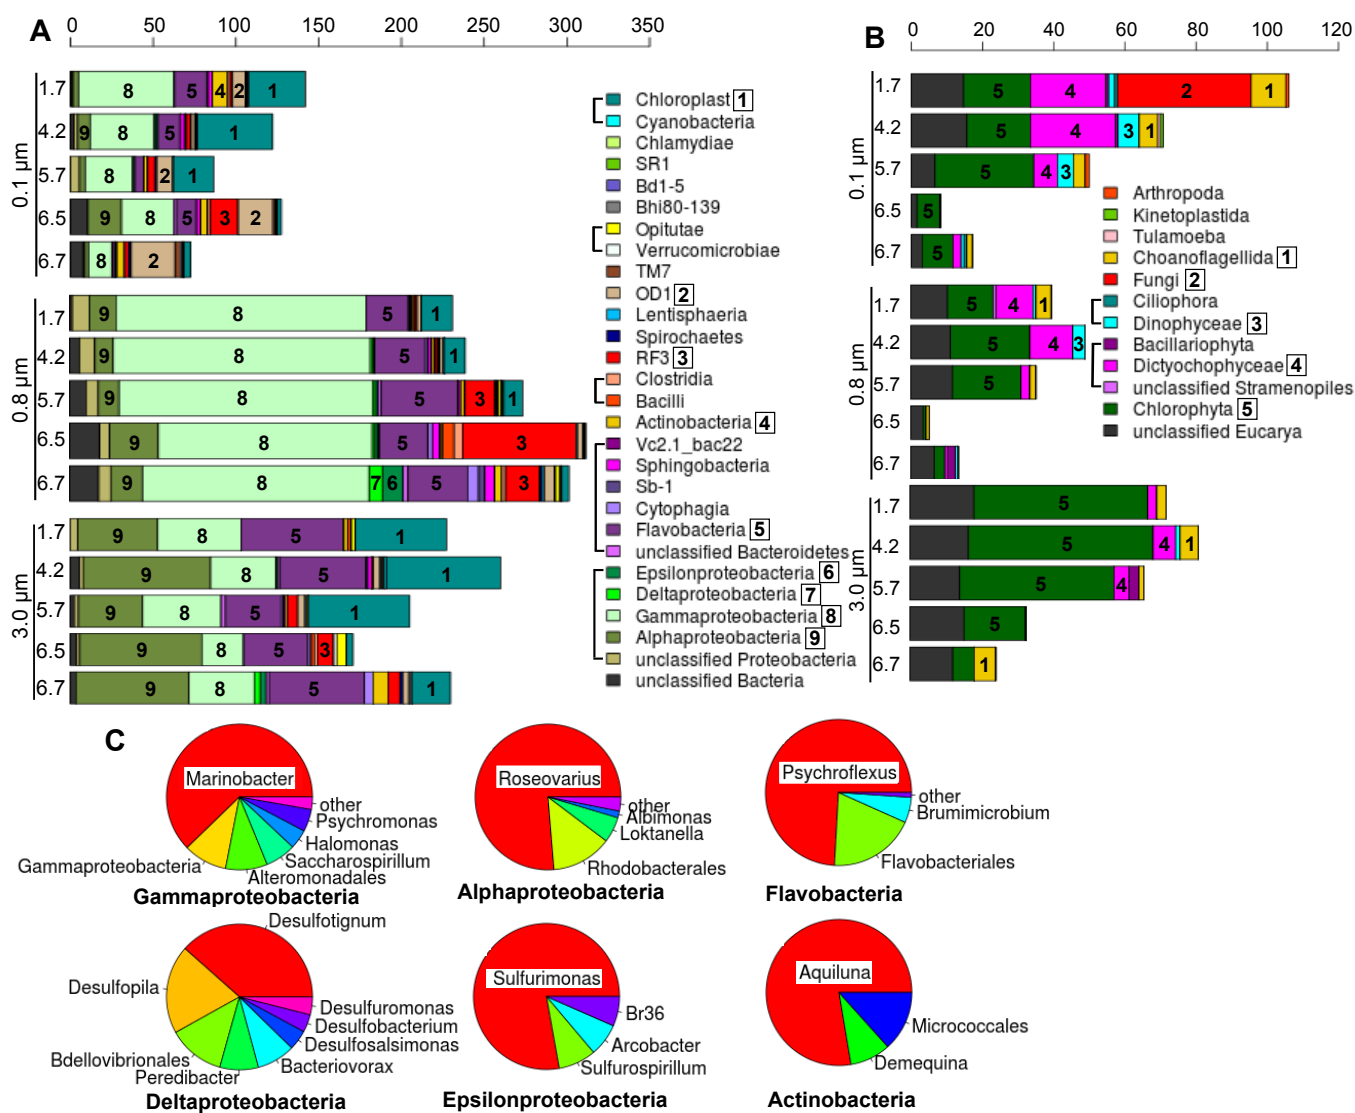 A
0 50 100 150 200 250 300 350
0.1 µm
1.7 8 5 4 2 1
4.2 9 8 5 1
5.7 8 2 1
6.5 9 8 5 3 2
6.7 8 2
0.8 µm
1.7 9 8 5 1
4.2 9 8 5 1
5.7 9 8 5 3 1
6.5 9 8 5 3
6.7 9 8 7 6 5 3
3.0 µm
1.7 9 8 5 1
4.2 9 8 5 1
5.7 9 8 5 1
6.5 9 8 5 3
6.7 9 8 5 1
Chloroplast 1
Cyanobacteria
Chlamydiae
SR1
Bd1-5
Bhi80-139
Opitutae
Verrucomicrobiae
TM7
OD1 2
Lentisphaeria
Spirochaetes
RF3 3
Clostridia
Bacilli
Actinobacteria 4
Vc2.1_bac22
Sphingobacteria
Sb-1
Cytophagia
Flavobacteria 5
unclassified Bacteroidetes
Epsilonproteobacteria 6
Deltaproteobacteria 7
Gammaproteobacteria 8
Alphaproteobacteria 9
unclassified Proteobacteria
unclassified Bacteria
B
0 20 40 60 80 100 120
0.1 µm
1.7 5 4 2 1
4.2 5 4 3 1
5.7 5 4 3
6.5 5
6.7 5
0.8 µm
1.7 5 4 1
4.2 5 4 3
5.7 5
6.5
6.7
3.0 µm
1.7 5
4.2 5 4 1
5.7 5 4
6.5 5
6.7 1
Arthropoda
Kinetoplastida
Tulamoeba
Choanoflagellida 1
Fungi 2
Ciliophora
Dinophyceae 3
Bacillariophyta
Dictyochophyceae 4
unclassified Stramenopiles
Chlorophyta 5
unclassified Eucarya
C
Marinobacter
other
Psychromonas
Halomonas
Saccharospirillum
Alteromonadales
Gammaproteobacteria
Gammaproteobacteria
Roseovarius
other
Albimonas
Loktanella
Rhodobacterales
Alphaproteobacteria
Psychroflexus
other
Brumimicrobium
Flavobacteriales
Flavobacteria
Desulfotignum
Desulfopila
Bdellovibrionales
Peredibacter
Bacteriovorax
Desulfosalsimonas
Desulfobacterium
Desulfuromonas
Deltaproteobacteria
Sulfurimonas
Br36
Arcobacter
Sulfurospirillum
Epsilonproteobacteria
Aquiluna
Micrococcales
Demequina
Actinobacteria